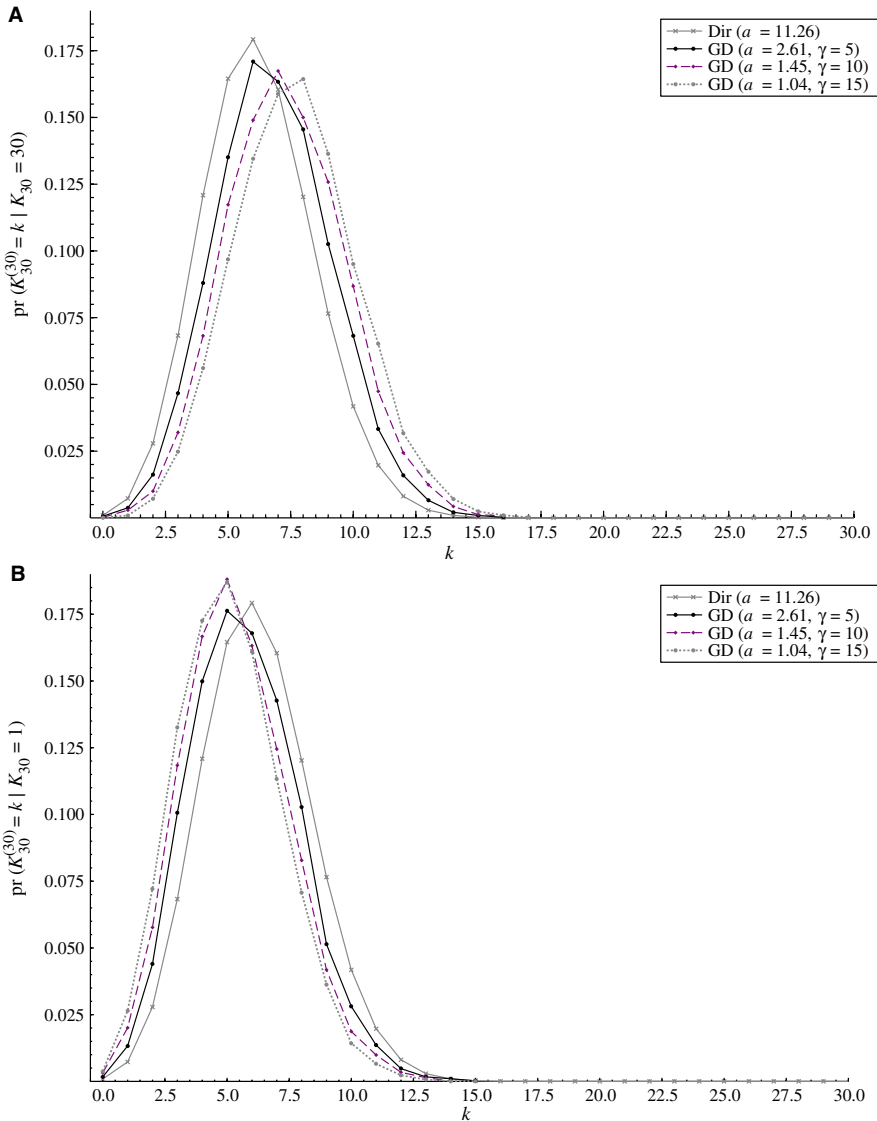 A
0.175
0.150
0.125
0.100
0.075
0.050
0.025
pr (K_{30}^{(30)} = k | K_{30} = 30)
Dir (a = 11.26)
GD (a = 2.61, γ = 5)
GD (a = 1.45, γ = 10)
GD (a = 1.04, γ = 15)
0.0 2.5 5.0 7.5 10.0 12.5 15.0 17.5 20.0 22.5 25.0 27.5 30.0
k
B
0.175
0.150
0.125
0.100
0.075
0.050
0.025
pr (K_{30}^{(30)} = k | K_{30} = 1)
Dir (a = 11.26)
GD (a = 2.61, γ = 5)
GD (a = 1.45, γ = 10)
GD (a = 1.04, γ = 15)
0.0 2.5 5.0 7.5 10.0 12.5 15.0 17.5 20.0 22.5 25.0 27.5 30.0
k